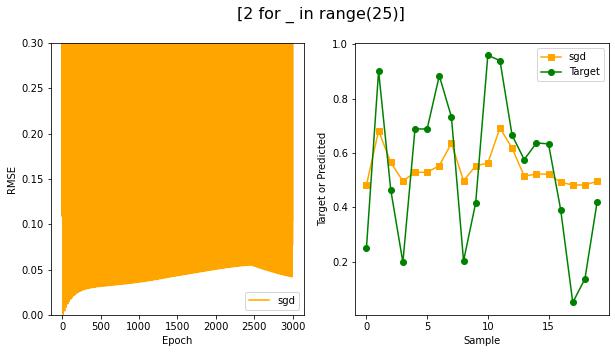 [2 for _ in range(25)]
0.30
0.25
0.20
0.15
0.10
0.05
0.00
RMSE
0 500 1000 1500 2000 2500 3000
Epoch
sgd
1.0
0.8
0.6
0.4
0.2
Target or Predicted
0 5 10 15
Sample
sgd
Target